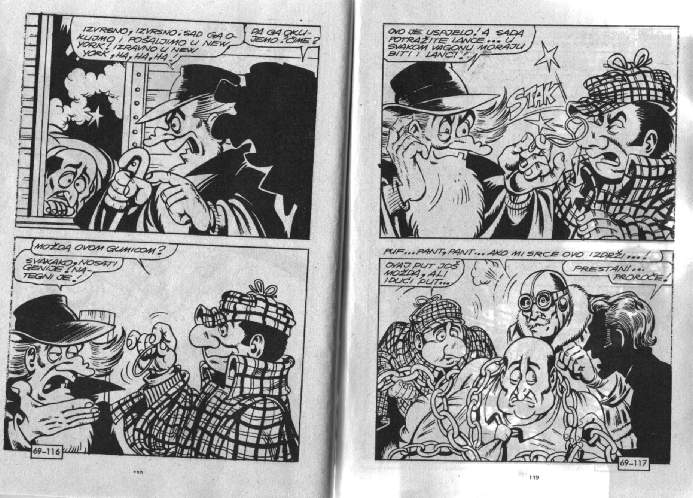 IZVRSNO, IZVRSNO. SAD GA O-
KUJMO I POŠALJIMO U NEW
YORK! IZRAVNO U NEW
YORK, HA, HA, HA!
DA GA OKU-
JEMO? ČIME?
MOŽDA OVOM GUMICOM?
SVAKAKO, NOSATI
GENIJE! NA-
TEGNI JE!
69-116
OVO JE USPJELO! A SADA
POTRAŽITE LANCE... U
SVAKOM VAGONU MORAJU
BITI I LANCI!
STAK
PUF...PANT, PANT...AKO MI SRCE OVO IZDRŽI...!
OVAJ PUT JOŠ
MOŽDA, ALI
IDUĆI PUT...
PRESTANI...
PROROČE!
69-117
119